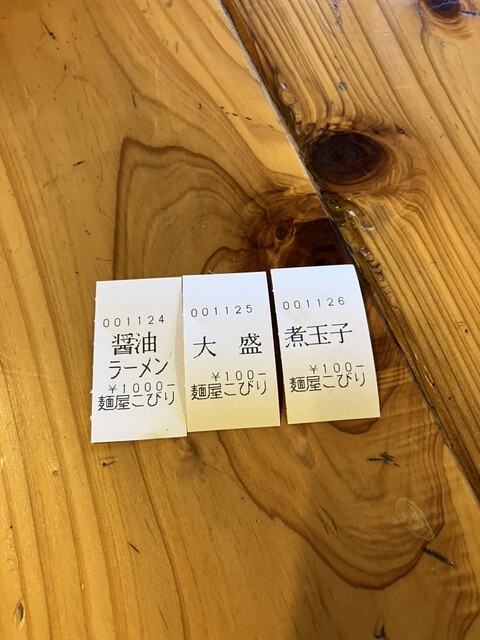 001124
醤油
ラーメン
￥1000-
麺屋こびり
001125
大　盛
￥100-
麺屋こびり
001126
煮玉子
￥100-
麺屋こびり